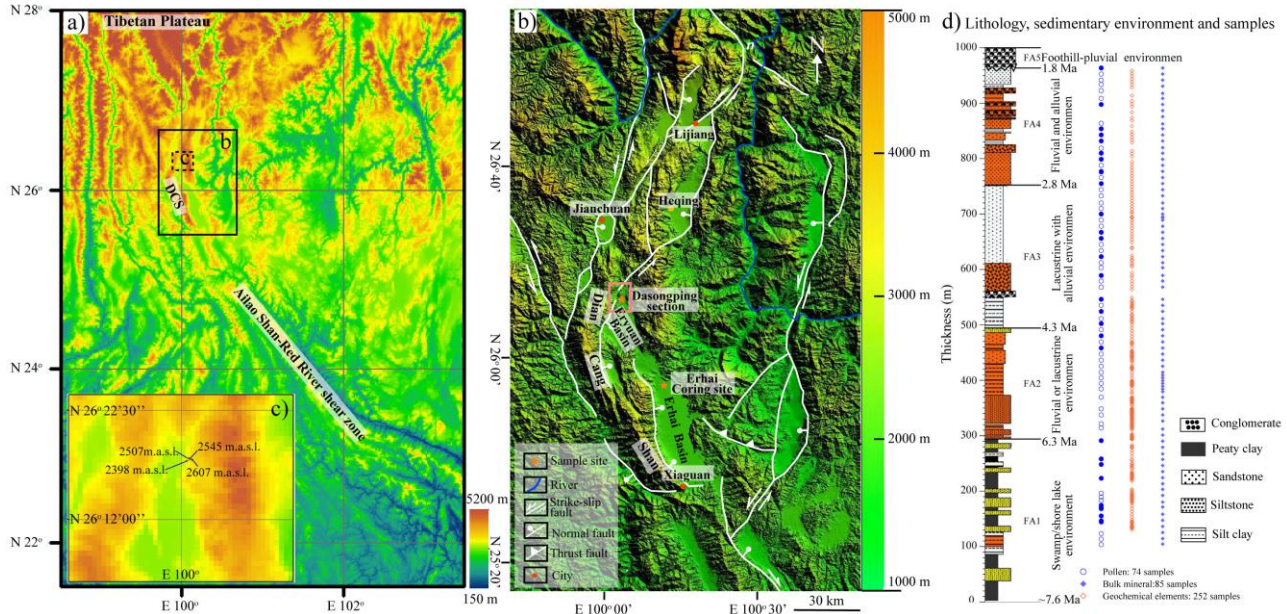 a)
Tibetan Plateau
N 28°
b
c
N 26°
DCS
Ailao Shan-Red River shear zone
N 24°
c)
N 26° 22'30''
2507m.a.s.l.
2545 m.a.s.l.
2398 m.a.s.l.
2607 m.a.s.l.
N 26° 12'00''
E 100°
N 22°
E 100°
E 102°
5200 m
150 m
b)
N
n
Lijiang
N 26°40'
Jianchuan
Heqing
Dasongping section
Eryuan Basin
Dian Cang Shan
N 26°00'
Erhai Coring site
Erhai Basin
Xiaguan
Sample site
River
Strike-slip fault
Normal fault
Thrust fault
City
N 25°20'
E 100°00'
E 100°30'
30 km
5000 m
4000 m
3000 m
2000 m
1000 m
d) Lithology, sedimentary environment and samples
Thickness (m)
1000
900
800
700
600
500
400
300
200
100
0
FA5
Foothill-pluvial environmen
1.8 Ma
FA4
Fluvial and alluvial environmen
2.8 Ma
FA3
Lacustrine with alluvial environmen
4.3 Ma
FA2
Fluvial or lacustrine environmen
6.3 Ma
FA1
Swamp/shore lake environment
~7.6 Ma
Conglomerate
Peaty clay
Sandstone
Siltstone
Silt clay
Pollen: 74 samples
Bulk mineral:85 samples
Geochemical elements: 252 samples